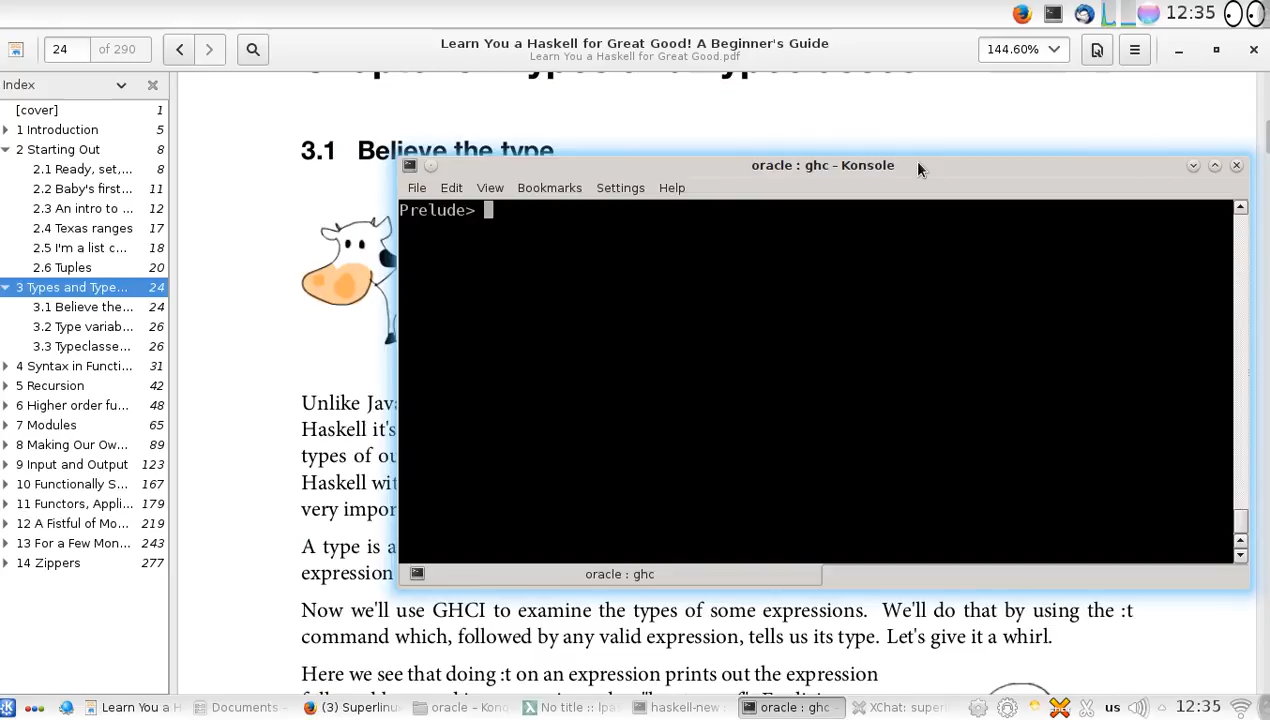 12:35
24
of 290
Learn You a Haskell for Great Good! A Beginner's Guide
Learn You a Haskell for Great Good.pdf
144.60%
Index
[cover] 1
1 Introduction 5
2 Starting Out 8
2.1 Ready, set,... 8
2.2 Baby's first... 11
2.3 An intro to ... 12
2.4 Texas ranges 17
2.5 I'm a list c... 18
2.6 Tuples 20
3 Types and Type... 24
3.1 Believe the... 24
3.2 Type variab... 26
3.3 Typeclasse... 26
4 Syntax in Functi... 31
5 Recursion 42
6 Higher order fu... 48
7 Modules 65
8 Making Our Ow... 89
9 Input and Output 123
10 Functionally S... 167
11 Functors, Appli... 179
12 A Fistful of Mo... 219
13 For a Few Mon... 243
14 Zippers 277
3.1 Believe the type
oracle : ghc - Konsole
File Edit View Bookmarks Settings Help
Prelude>
oracle : ghc
Unlike Jav
Haskell it's
types of ou
Haskell wit
very impor
A type is a
expression
Now we'll use GHCI to examine the types of some expressions. We'll do that by using the :t
command which, followed by any valid expression, tells us its type. Let's give it a whirl.
Here we see that doing :t on an expression prints out the expression
Learn You a H
Documents
(3) Superlinu
oracle – Kon
No title :: lpa
haskell-new
oracle : ghc
XChat: super
us
12:35